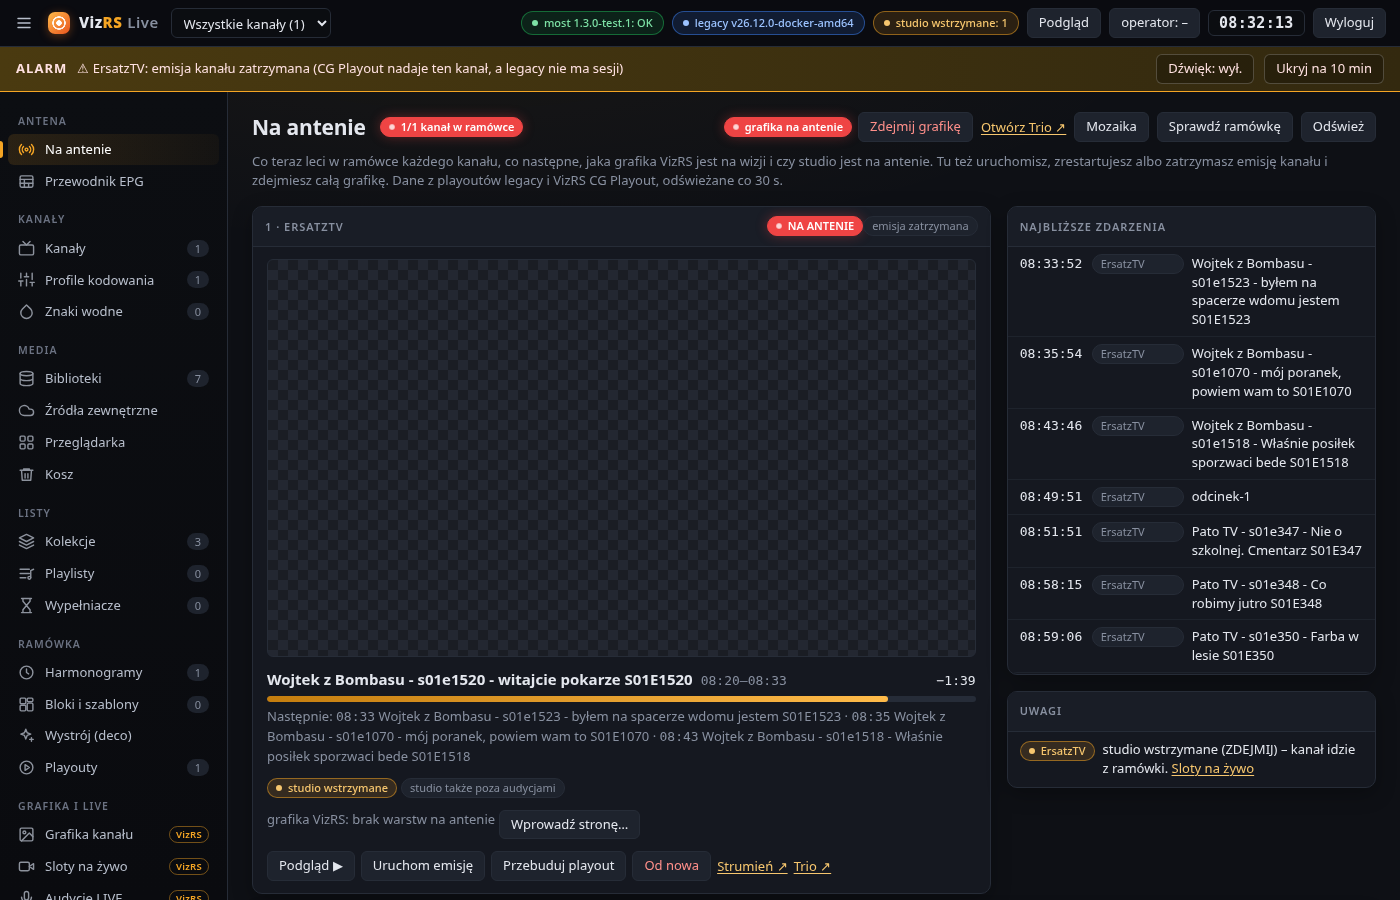 VizRS Live
Wszystkie kanały (1)
most 1.3.0-test.1: OK
legacy v26.12.0-docker-amd64
studio wstrzymane: 1
Podgląd
operator: –
08:32:13
Wyloguj
ALARM ⚠ ErsatzTV: emisja kanału zatrzymana (CG Playout nadaje ten kanał, a legacy nie ma sesji)
Dźwięk: wył.
Ukryj na 10 min
ANTENA
Na antenie
Przewodnik EPG
KANAŁY
Kanały 1
Profile kodowania 1
Znaki wodne 0
MEDIA
Biblioteki 7
Źródła zewnętrzne
Przeglądarka
Kosz
LISTY
Kolekcje 3
Playlisty 0
Wypełniacze 0
RAMÓWKA
Harmonogramy 1
Bloki i szablony 0
Wystrój (deco)
Playouty 1
GRAFIKA I LIVE
Grafika kanału VizRS
Sloty na żywo VizRS
Audycje LIVE VizRS
Na antenie
1/1 kanał w ramówce
grafika na antenie
Zdejmij grafikę
Otwórz Trio ↗
Mozaika
Sprawdź ramówkę
Odśwież
Co teraz leci w ramówce każdego kanału, co następne, jaka grafika VizRS jest na wizji i czy studio jest na antenie. Tu też uruchomisz, zrestartujesz albo zatrzymasz emisję kanału i
zdejmiesz całą grafikę. Dane z playoutów legacy i VizRS CG Playout, odświeżane co 30 s.
1 · ERSATZTV
NA ANTENIE
emisja zatrzymana
Wojtek z Bombasu - s01e1520 - witajcie pokarze S01E1520 08:20–08:33
−1:39
Następnie: 08:33 Wojtek z Bombasu - s01e1523 - byłem na spacerze wdomu jestem S01E1523 · 08:35 Wojtek z
Bombasu - s01e1070 - mój poranek, powiem wam to S01E1070 · 08:43 Wojtek z Bombasu - s01e1518 - Właśnie
posiłek sporzwaci bede S01E1518
studio wstrzymane
studio także poza audycjami
grafika VizRS: brak warstw na antenie
Wprowadź stronę...
Podgląd ▶
Uruchom emisję
Przebuduj playout
Od nowa
Strumień ↗
Trio ↗
NAJBLIŻSZE ZDARZENIA
08:33:52 ErsatzTV Wojtek z Bombasu -
s01e1523 - byłem na
spacerze wdomu jestem
S01E1523
08:35:54 ErsatzTV Wojtek z Bombasu -
s01e1070 - mój poranek,
powiem wam to S01E1070
08:43:46 ErsatzTV Wojtek z Bombasu -
s01e1518 - Właśnie posiłek
sporzwaci bede S01E1518
08:49:51 ErsatzTV odcinek-1
08:51:51 ErsatzTV Pato TV - s01e347 - Nie o
szkolnej. Cmentarz S01E347
08:58:15 ErsatzTV Pato TV - s01e348 - Co
robimy jutro S01E348
08:59:06 ErsatzTV Pato TV - s01e350 - Farba w
lesie S01E350
UWAGI
ErsatzTV studio wstrzymane (ZDEJMIJ) – kanał idzie
z ramówki. Sloty na żywo